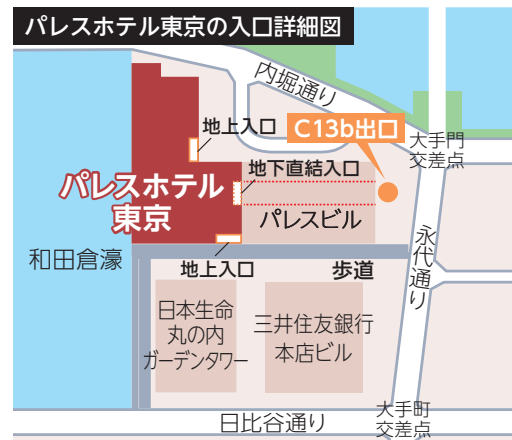 パレスホテル東京の入口詳細図
内堀通り
地上入口
C13b出口
大手門
交差点
地下直結入口
パレスホテル
東京
パレスビル
永代通り
和田倉濠
地上入口
歩道
日本生命
丸の内
ガーデンタワー
三井住友銀行
本店ビル
大手町
交差点
日比谷通り